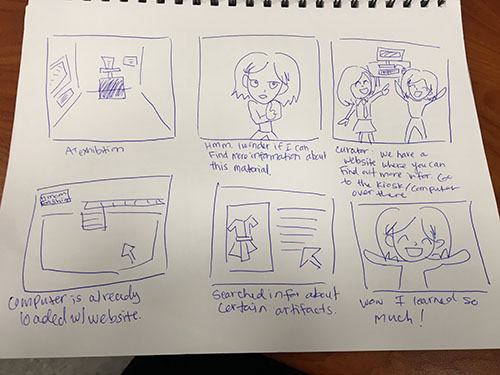 At exhibition
Hmm. I wonder if I can
find more information about
this material.
curator we have a
website where you can
Find out more infor. Go
to the Kiosk/computer
over there
computer is already
loaded w/ website.
Searched info about
certain artifacts.
wow I learned so
much!